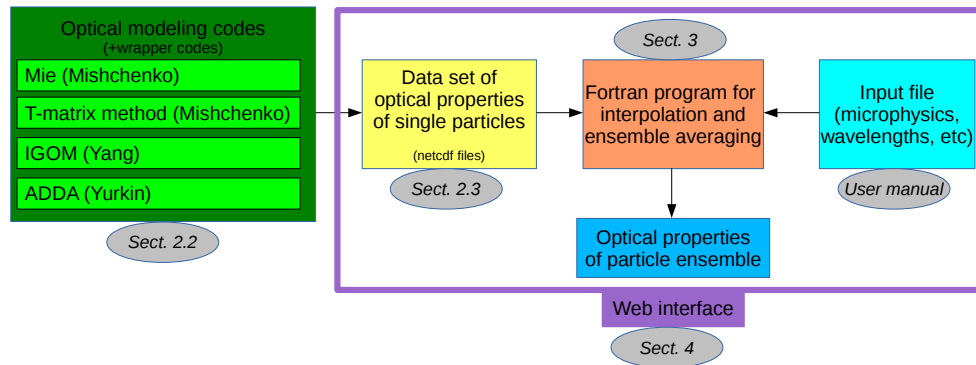 Optical modeling codes
(+wrapper codes)
Mie (Mishchenko)
T-matrix method (Mishchenko)
IGOM (Yang)
ADDA (Yurkin)
Sect. 2.2
Data set of
optical properties
of single particles
(netcdf files)
Sect. 2.3
Sect. 3
Fortran program for
interpolation and
ensemble averaging
Input file
(microphysics,
wavelengths, etc)
User manual
Optical properties
of particle ensemble
Web interface
Sect. 4